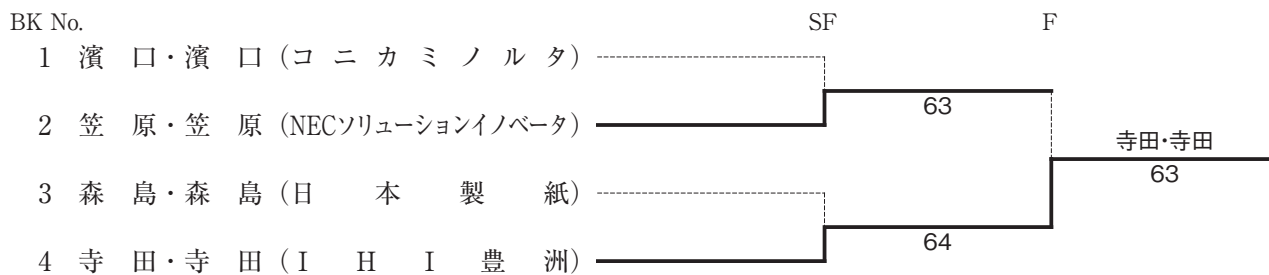 BK No. SF F
1 濱口・濱口 (コニカミノルタ)
63
2 笠原・笠原 (NECソリューションイノベータ)
寺田・寺田
63
3 森島・森島 (日本製紙)
64
4 寺田・寺田 (IHI豊洲)